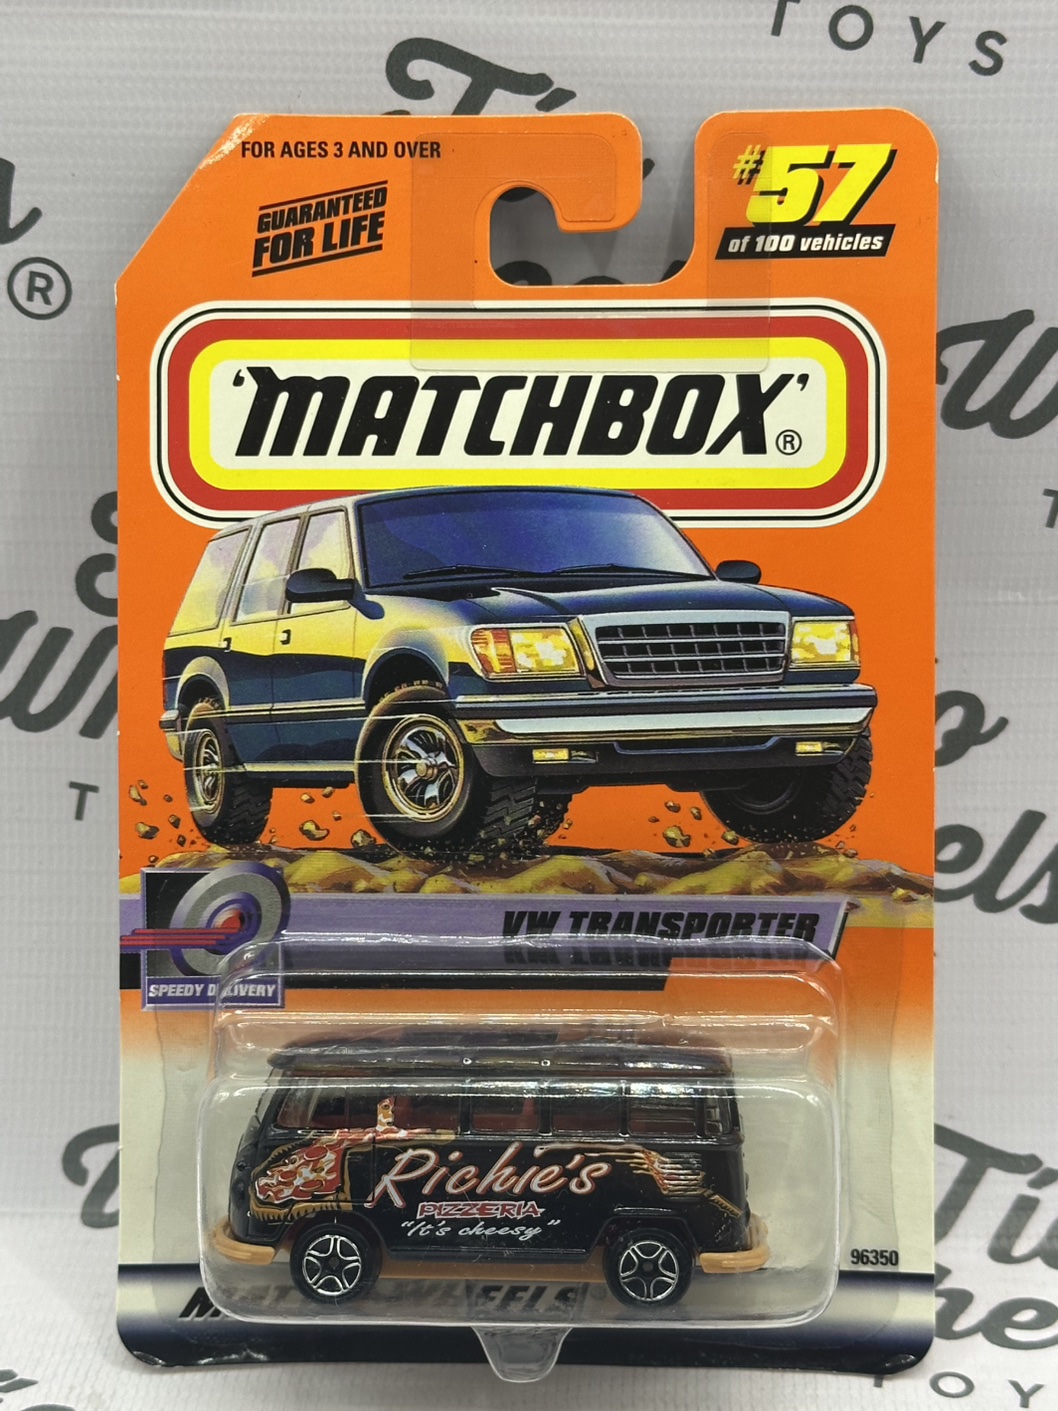 TOYS
FOR AGES 3 AND OVER
GUARANTEED
FOR LIFE
#57
of 100 vehicles
®
'MATCHBOX'®
VW TRANSPORTER
SPEEDY DELIVERY
Richie's
PIZZERIA
"It's cheesy"
96350